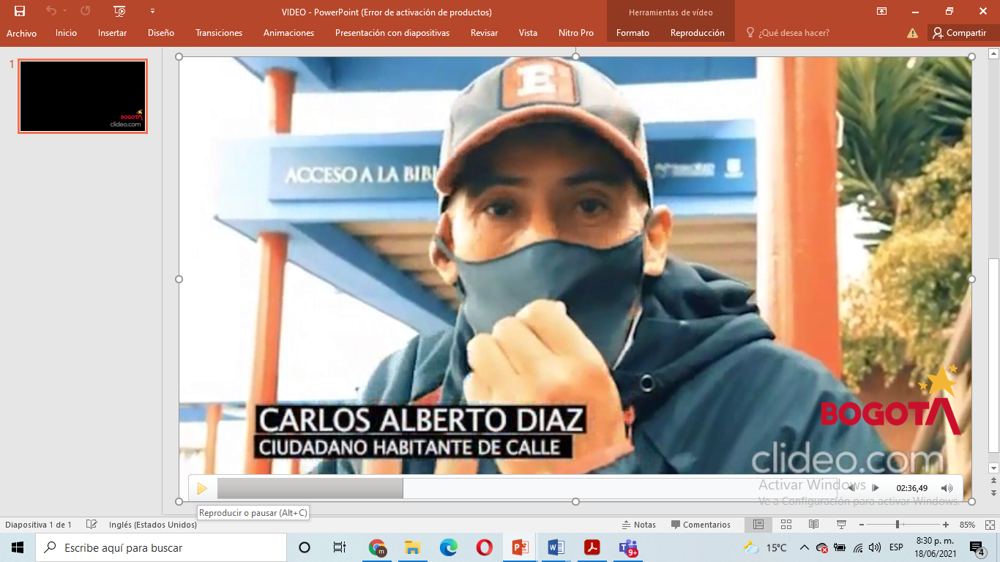 VIDEO - PowerPoint (Error de activación de productos)
Herramientas de vídeo
Archivo
Inicio
Insertar
Diseño
Transiciones
Animaciones
Presentación con diapositivas
Revisar
Vista
Nitro Pro
Formato
Reproducción
¿Qué desea hacer?
Compartir
1
BOGOTA
clideo.com
E
ACCESO A LA BIBL
CARLOS ALBERTO DIAZ
CIUDADANO HABITANTE DE CALLE
BOGOTA
clideo.com
Activar Windows
Ve a Configuración para activar Windows.
02:36,49
Reproducir o pausar (Alt+C)
Diapositiva 1 de 1
Inglés (Estados Unidos)
Notas
Comentarios
85%
Escribe aquí para buscar
m
9+
15°C
ESP
8:30 p. m.
18/06/2021
4